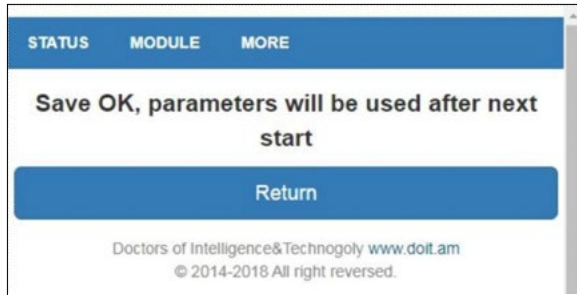 STATUS MODULE MORE
Save OK, parameters will be used after next
start
Return
Doctors of Intelligence&Technogoly www.doit.am
© 2014-2018 All right reversed.